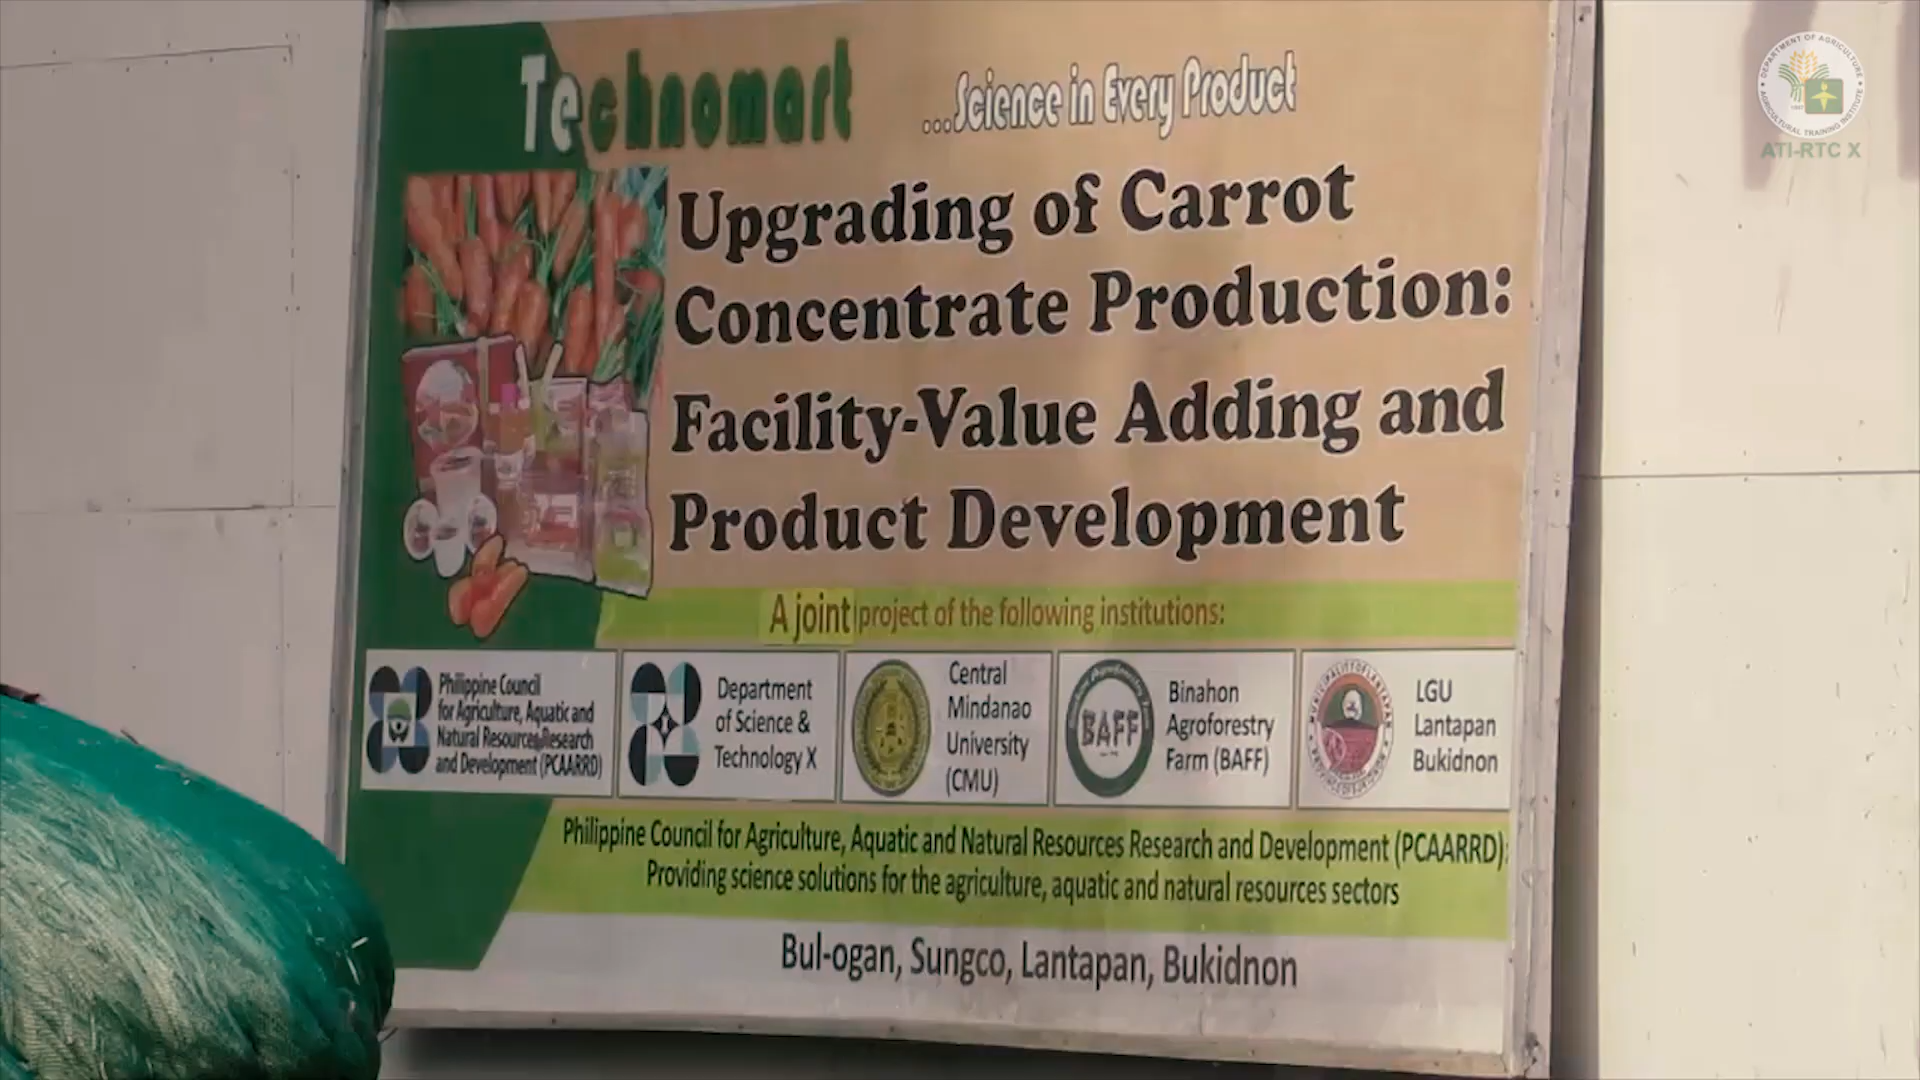 Technomart
...Science in Every Product
Upgrading of Carrot
Concentrate Production:
Facility-Value Adding and
Product Development
A joint project of the following institutions:
Philippine Council
for Agriculture, Aquatic and
Natural Resources Research
and Development (PCAARRD)
Department
of Science &
Technology X
Central
Mindanao
University
(CMU)
BAFF
Binahon
Agroforestry
Farm (BAFF)
MUNICIPALITY OF LANTAPAN
LGU
Lantapan
Bukidnon
Philippine Council for Agriculture, Aquatic and Natural Resources Research and Development (PCAARRD):
Providing science solutions for the agriculture, aquatic and natural resources sectors
Bul-ogan, Sungco, Lantapan, Bukidnon
DEPARTMENT OF AGRICULTURE
AGRICULTURAL TRAINING INSTITUTE
ATI-RTC X